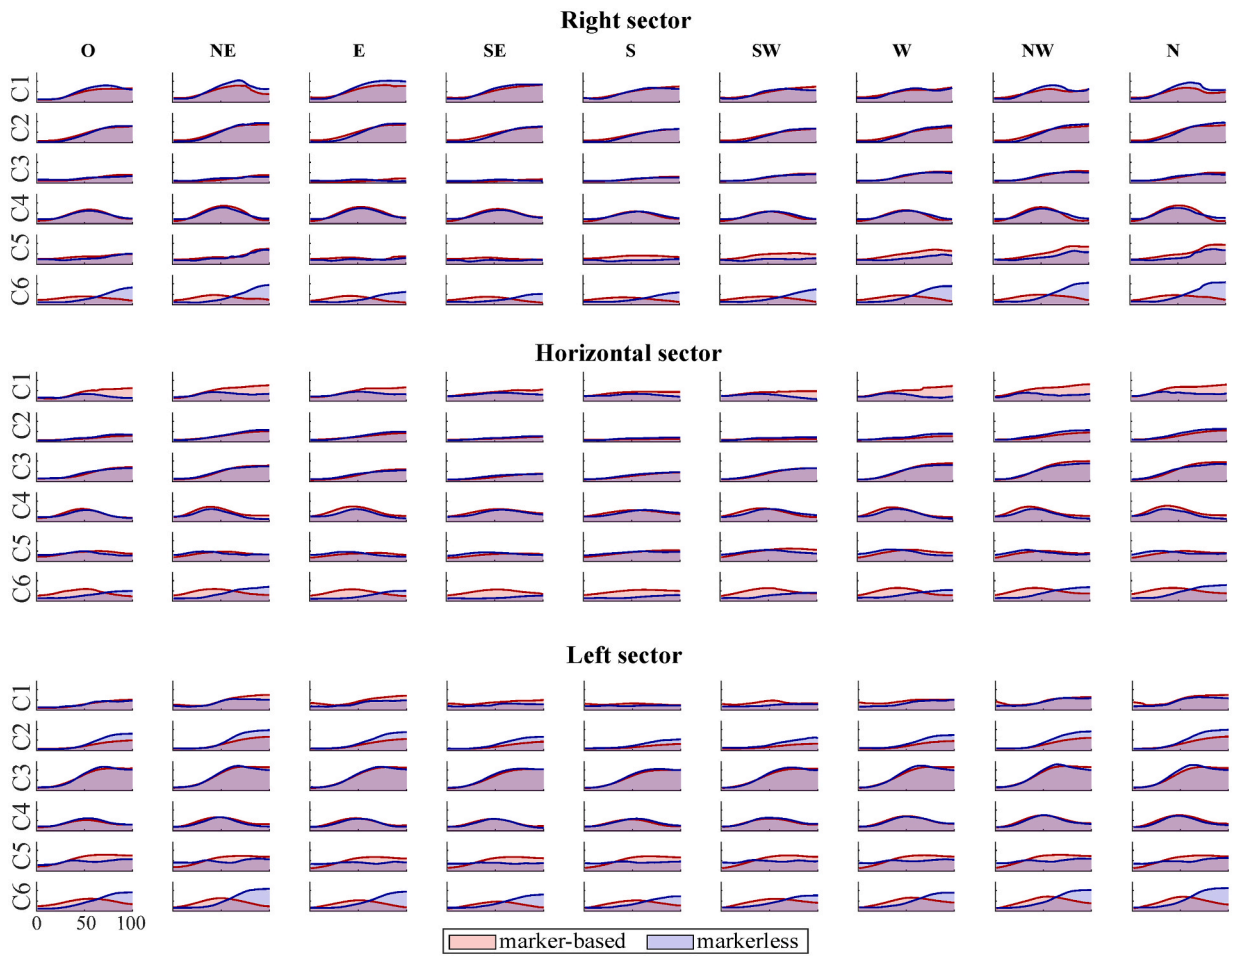 Right sector
O NE E SE S SW W NW N
C1
C2
C3
C4
C5
C6
Horizontal sector
C1
C2
C3
C4
C5
C6
Left sector
C1
C2
C3
C4
C5
C6
0 50 100
marker-based markerless